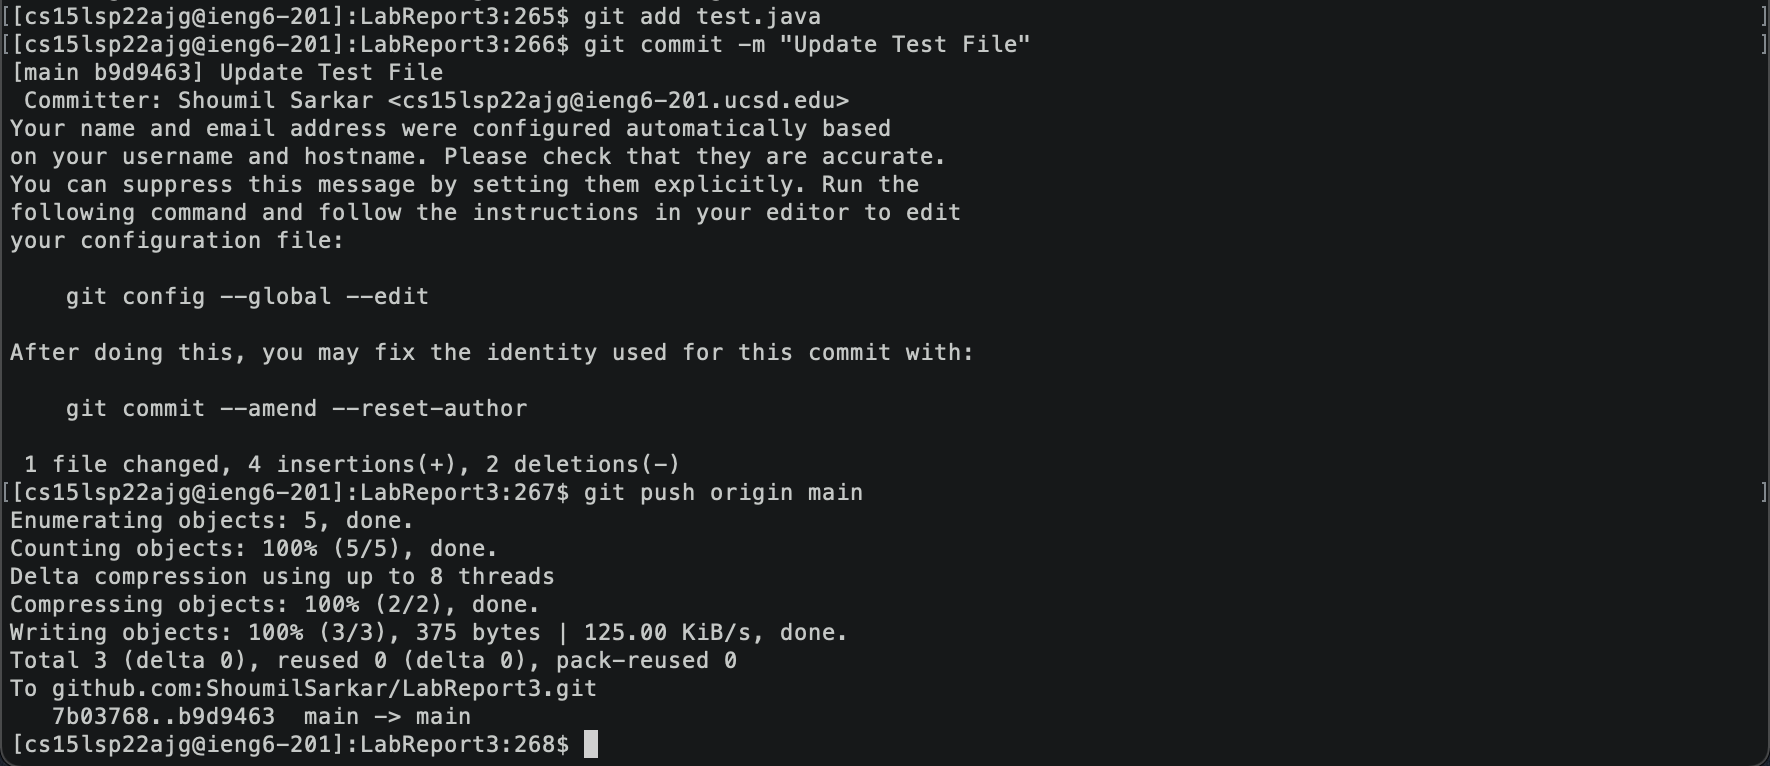 [[cs15lsp22ajg@ieng6-201]:LabReport3:265$ git add test.java ]
[[cs15lsp22ajg@ieng6-201]:LabReport3:266$ git commit -m "Update Test File" ]
[main b9d9463] Update Test File
 Committer: Shoumil Sarkar <cs15lsp22ajg@ieng6-201.ucsd.edu>
Your name and email address were configured automatically based
on your username and hostname. Please check that they are accurate.
You can suppress this message by setting them explicitly. Run the
following command and follow the instructions in your editor to edit
your configuration file:

    git config --global --edit

After doing this, you may fix the identity used for this commit with:

    git commit --amend --reset-author

 1 file changed, 4 insertions(+), 2 deletions(-)
[[cs15lsp22ajg@ieng6-201]:LabReport3:267$ git push origin main ]
Enumerating objects: 5, done.
Counting objects: 100% (5/5), done.
Delta compression using up to 8 threads
Compressing objects: 100% (2/2), done.
Writing objects: 100% (3/3), 375 bytes | 125.00 KiB/s, done.
Total 3 (delta 0), reused 0 (delta 0), pack-reused 0
To github.com:ShoumilSarkar/LabReport3.git
   7b03768..b9d9463  main -> main
[cs15lsp22ajg@ieng6-201]:LabReport3:268$